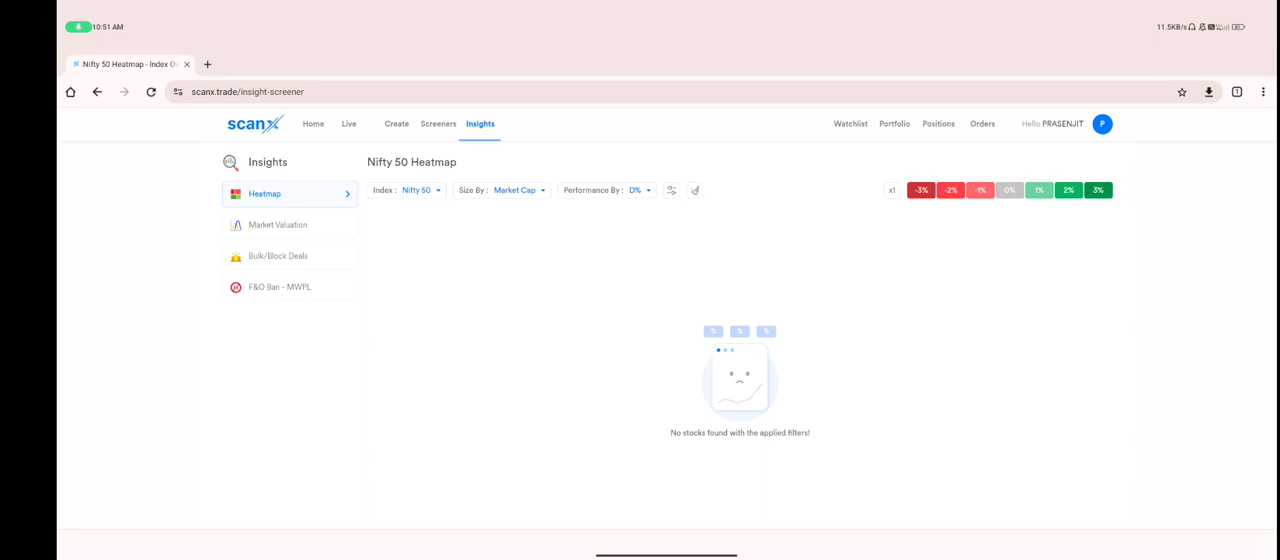 10:51 AM
11.5KB/s
Nifty 50 Heatmap - Index Ov
scanx.trade/insight-screener
1
scanX
Home
Live
Create
Screeners
Insights
Watchlist
Portfolio
Positions
Orders
Hello PRASENJIT
P
Insights
Nifty 50 Heatmap
Heatmap
Index : Nifty 50
Size By : Market Cap
Performance By : D%
x1
-3%
-2%
-1%
0%
1%
2%
3%
Market Valuation
Bulk/Block Deals
F&O Ban - MWPL
% % %
No stocks found with the applied filters!